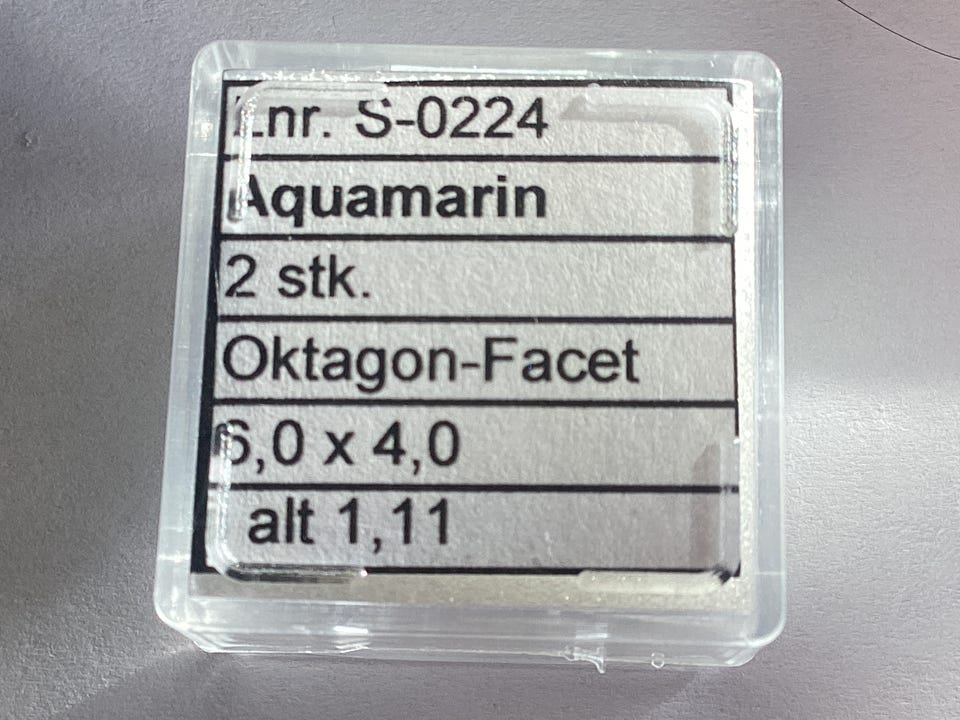 Lnr. S-0224
Aquamarin
2 stk.
Oktagon-Facet
6,0 x 4,0
alt 1,11